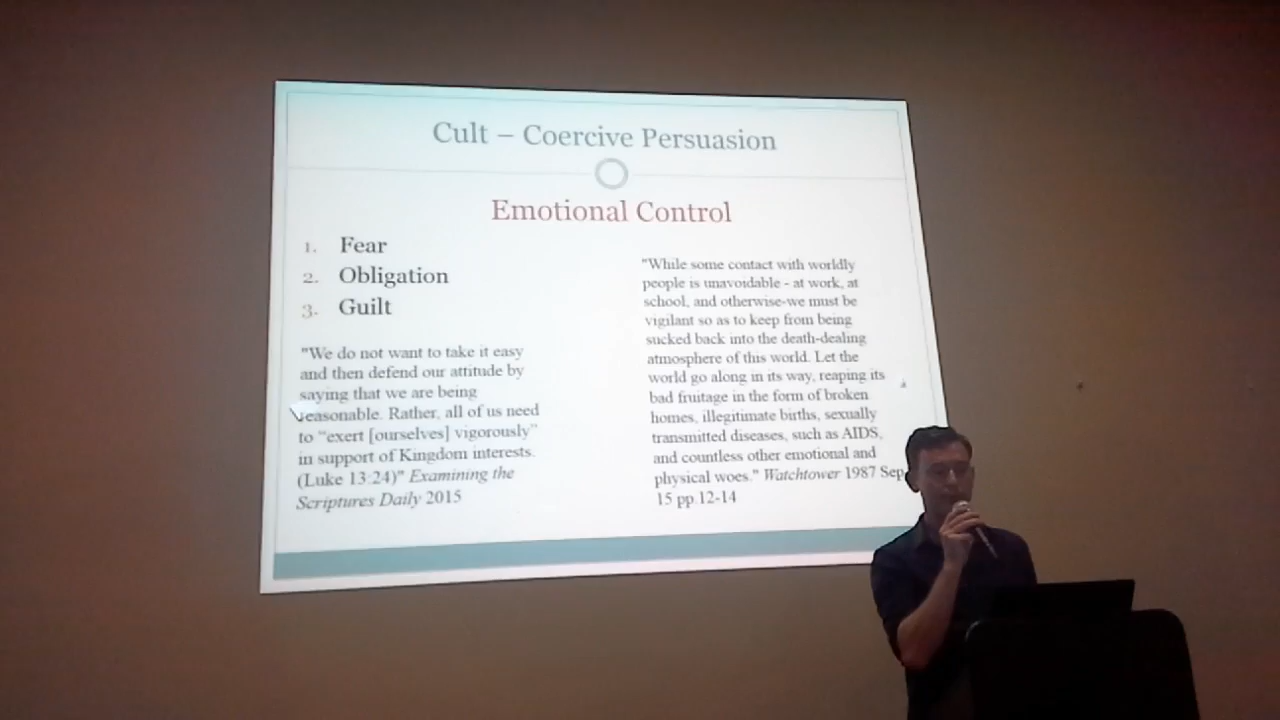 Cult – Coercive Persuasion
Emotional Control
1. Fear
2. Obligation
3. Guilt
"We do not want to take it easy
and then defend our attitude by
saying that we are being
reasonable. Rather, all of us need
to “exert [ourselves] vigorously”
in support of Kingdom interests.
(Luke 13:24)" Examining the
Scriptures Daily 2015
"While some contact with worldly
people is unavoidable - at work, at
school, and otherwise-we must be
vigilant so as to keep from being
sucked back into the death-dealing
atmosphere of this world. Let the
world go along in its way, reaping its
bad fruitage in the form of broken
homes, illegitimate births, sexually
transmitted diseases, such as AIDS,
and countless other emotional and
physical woes." Watchtower 1987 Sep
15 pp.12-14